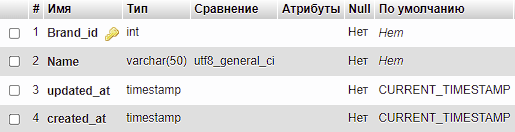 # Имя Тип Сравнение Атрибуты Null По умолчанию
1 Brand_id int Нет Нет
2 Name varchar(50) utf8_general_ci Нет Нет
3 updated_at timestamp Нет CURRENT_TIMESTAMP
4 created_at timestamp Нет CURRENT_TIMESTAMP